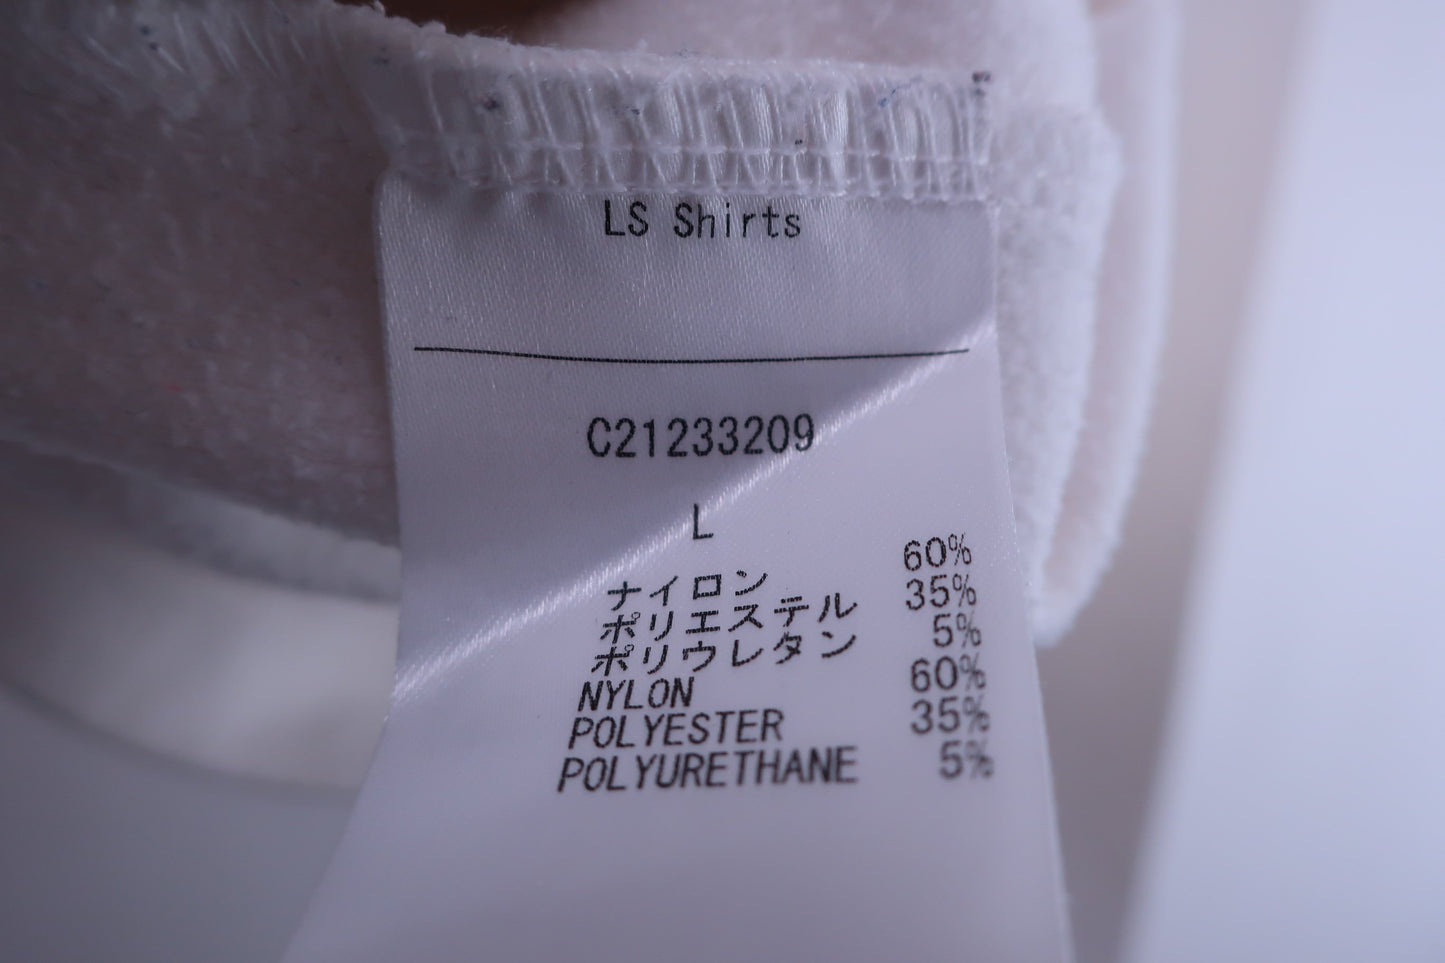 LS Shirts
C21233209
L
ナイロン 60%
ポリエステル 35%
ポリウレタン 5%
NYLON 60%
POLYESTER 35%
POLYURETHANE 5%